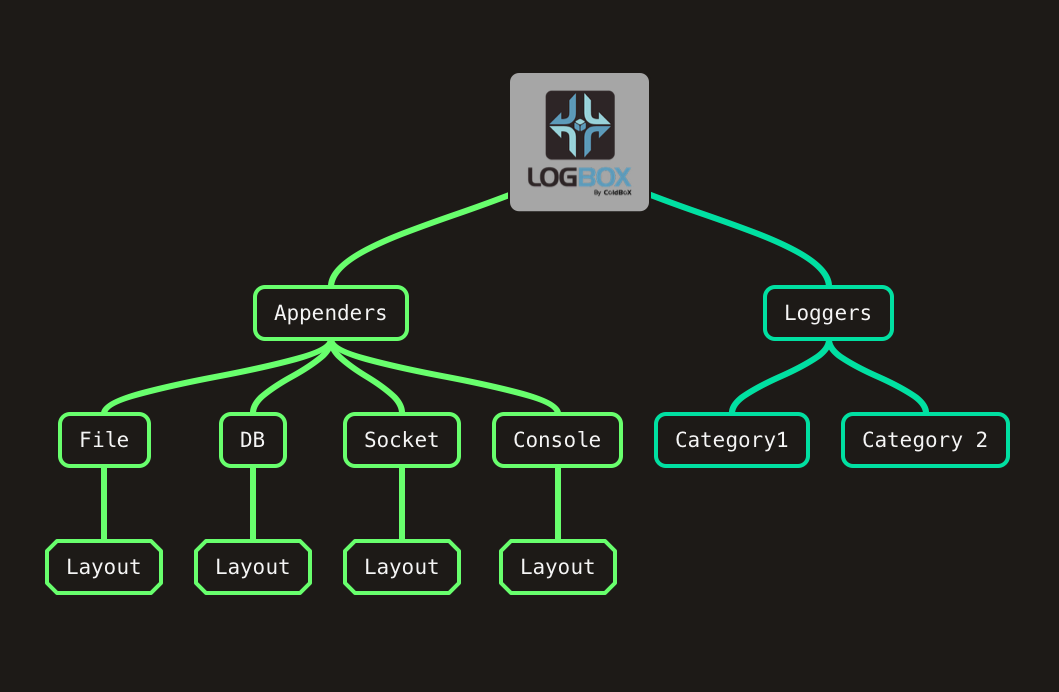 LOGBOX
By ColdBox
Appenders
Loggers
File
DB
Socket
Console
Category1
Category 2
Layout
Layout
Layout
Layout